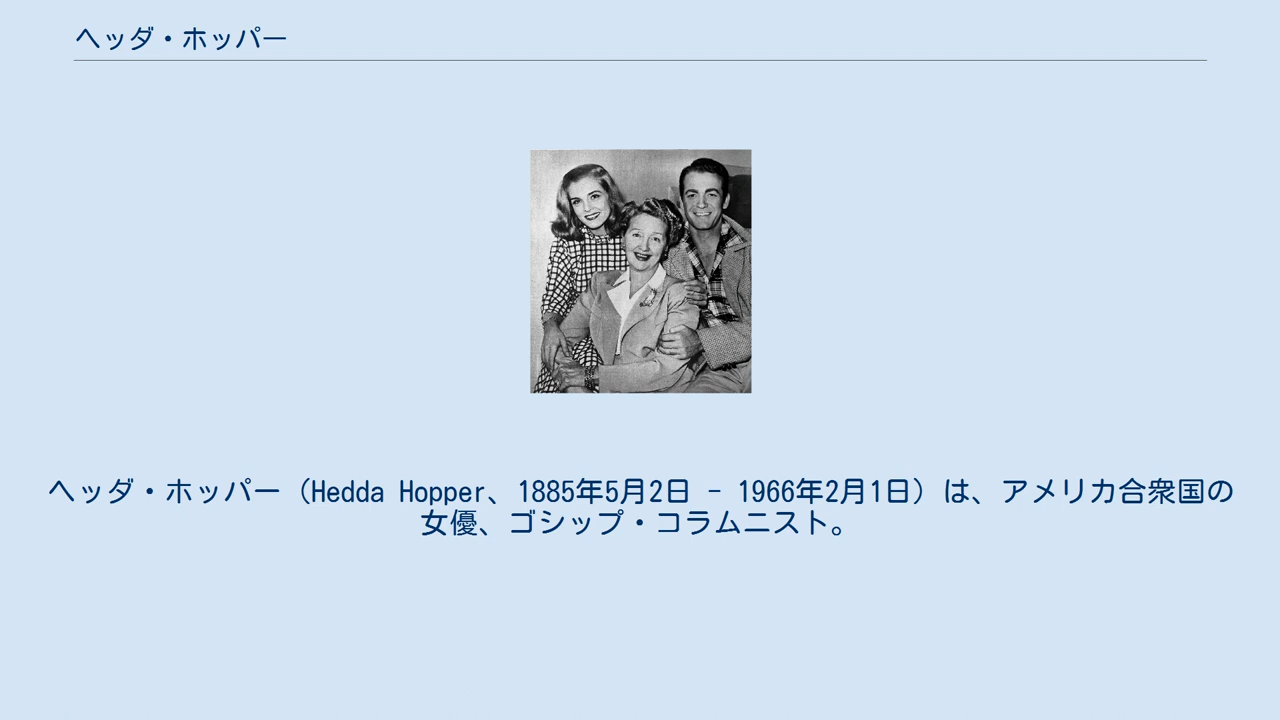 ヘッダ・ホッパー
ヘッダ・ホッパー（Hedda Hopper、1885年5月2日 - 1966年2月1日）は、アメリカ合衆国の
女優、ゴシップ・コラムニスト。